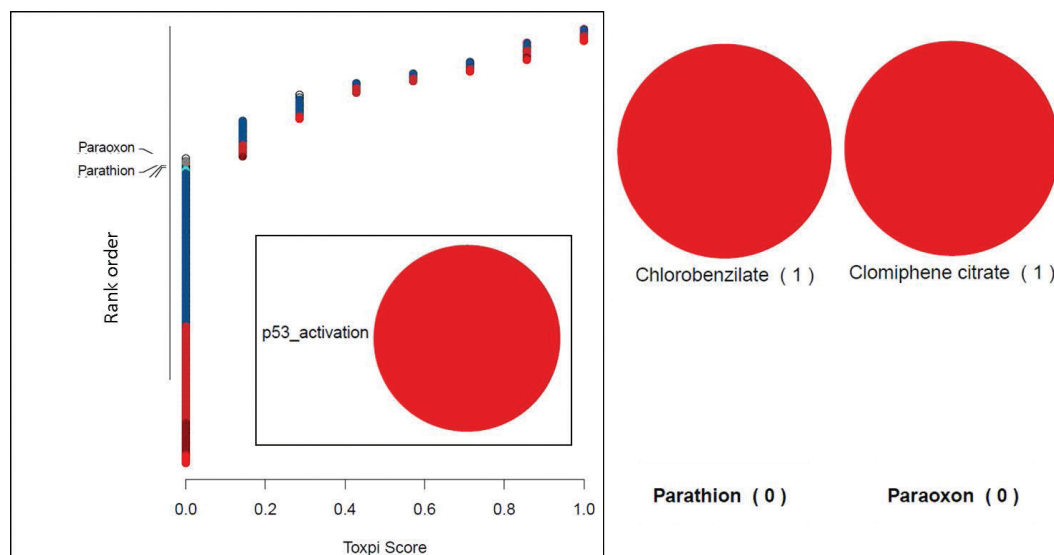 Paraoxon
Parathion
Rank order
p53_activation
0.0 0.2 0.4 0.6 0.8 1.0
Toxpi Score
Chlorobenzilate ( 1 )
Clomiphene citrate ( 1 )
Parathion ( 0 )
Paraoxon ( 0 )